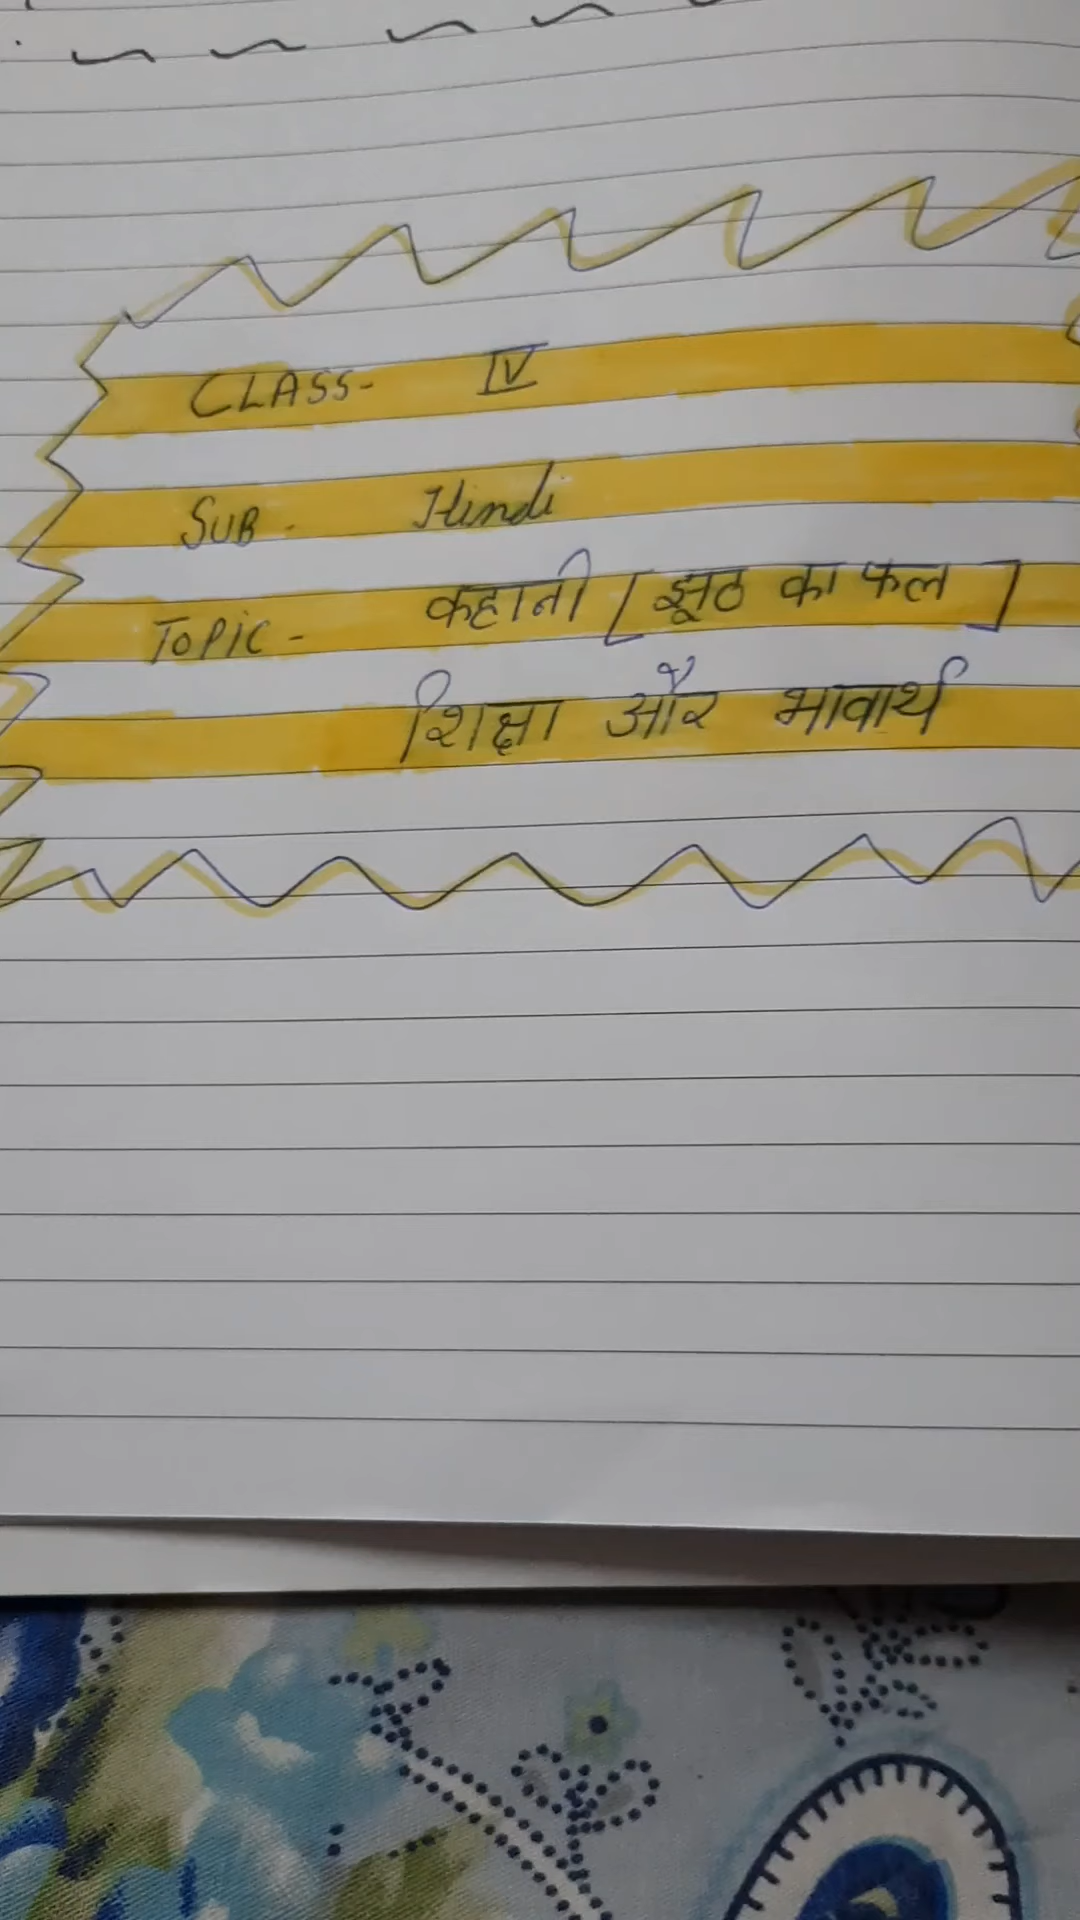 CLASS- IV
SUB - Hindi
TOPIC - कहानी [ झूठ का फल ]
शिक्षा और भावार्थ